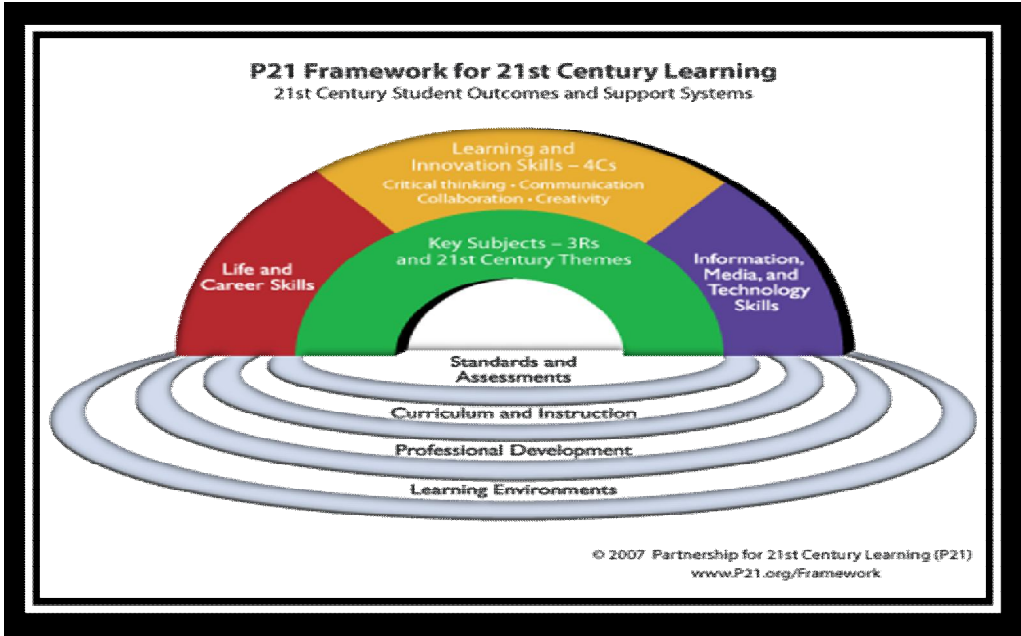 P21 Framework for 21st Century Learning
21st Century Student Outcomes and Support Systems
Learning and
Innovation Skills – 4Cs
Critical thinking • Communication
Collaboration • Creativity
Key Subjects – 3Rs
and 21st Century Themes
Life and
Career Skills
Information,
Media, and
Technology
Skills
Standards and
Assessments
Curriculum and Instruction
Professional Development
Learning Environments
© 2007 Partnership for 21st Century Learning (P21)
www.P21.org/Framework